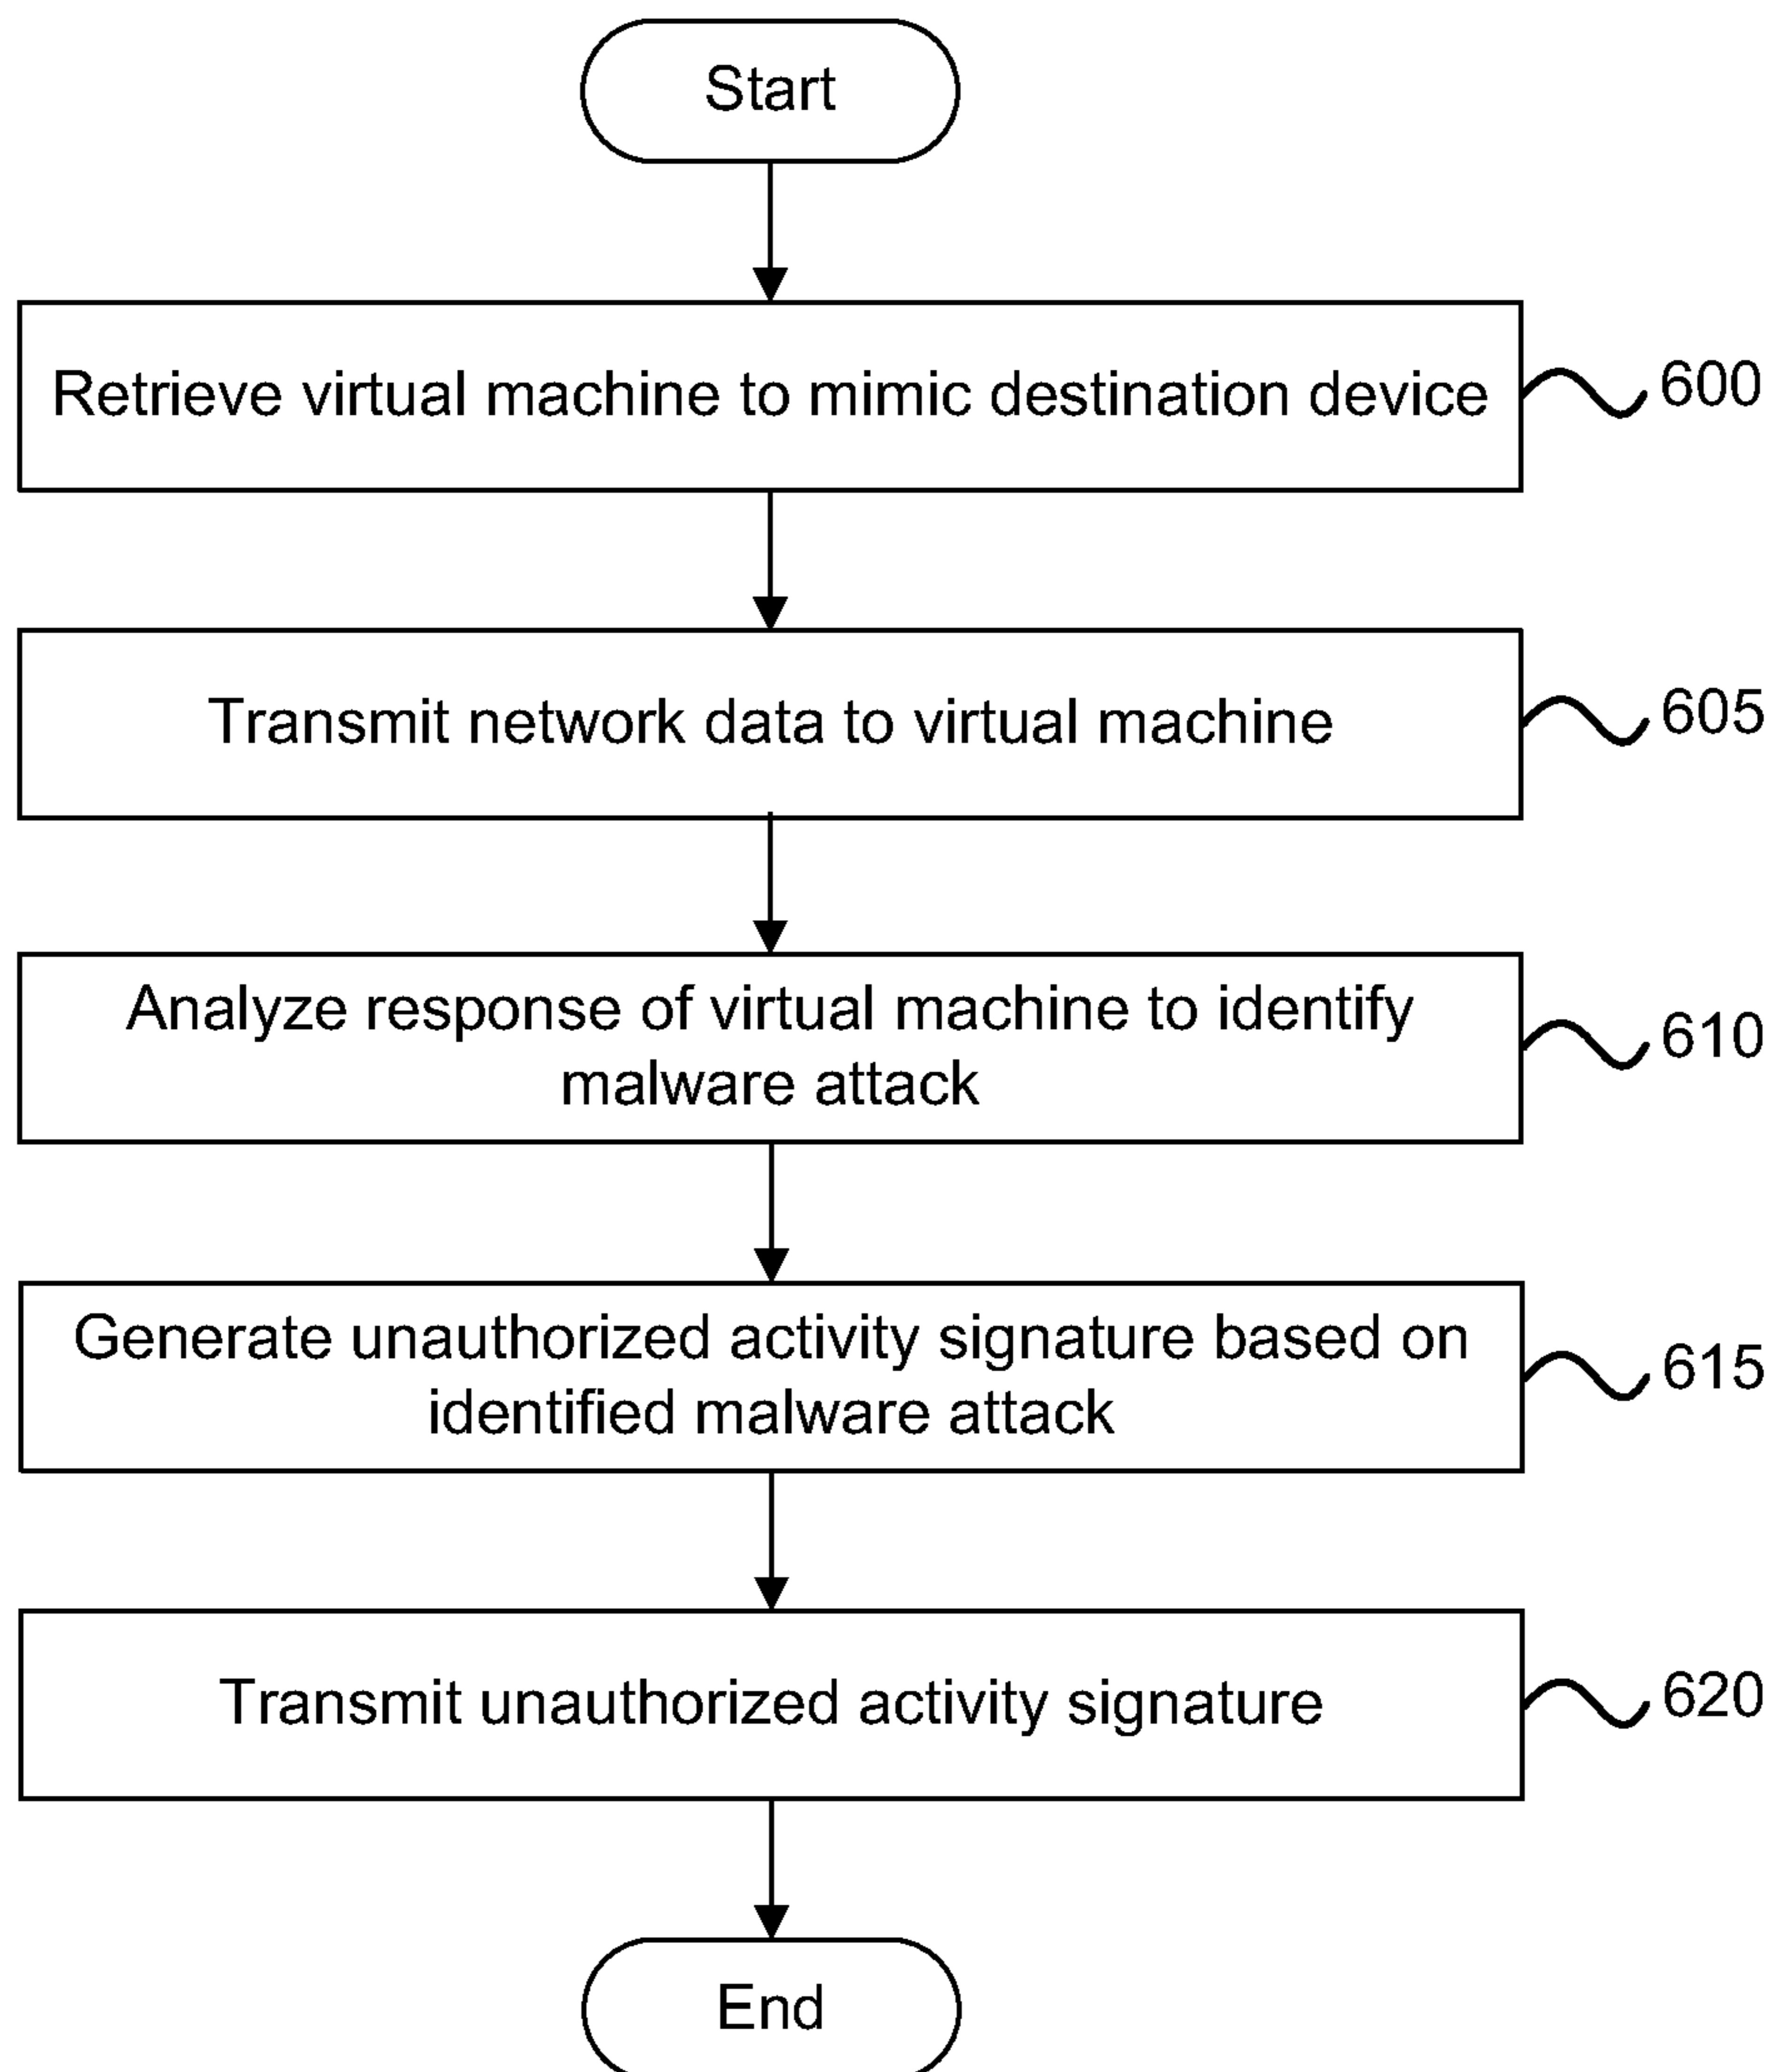 Start
Retrieve virtual machine to mimic destination device
600
Transmit network data to virtual machine
605
Analyze response of virtual machine to identify
malware attack
610
Generate unauthorized activity signature based on
identified malware attack
615
Transmit unauthorized activity signature
620
End